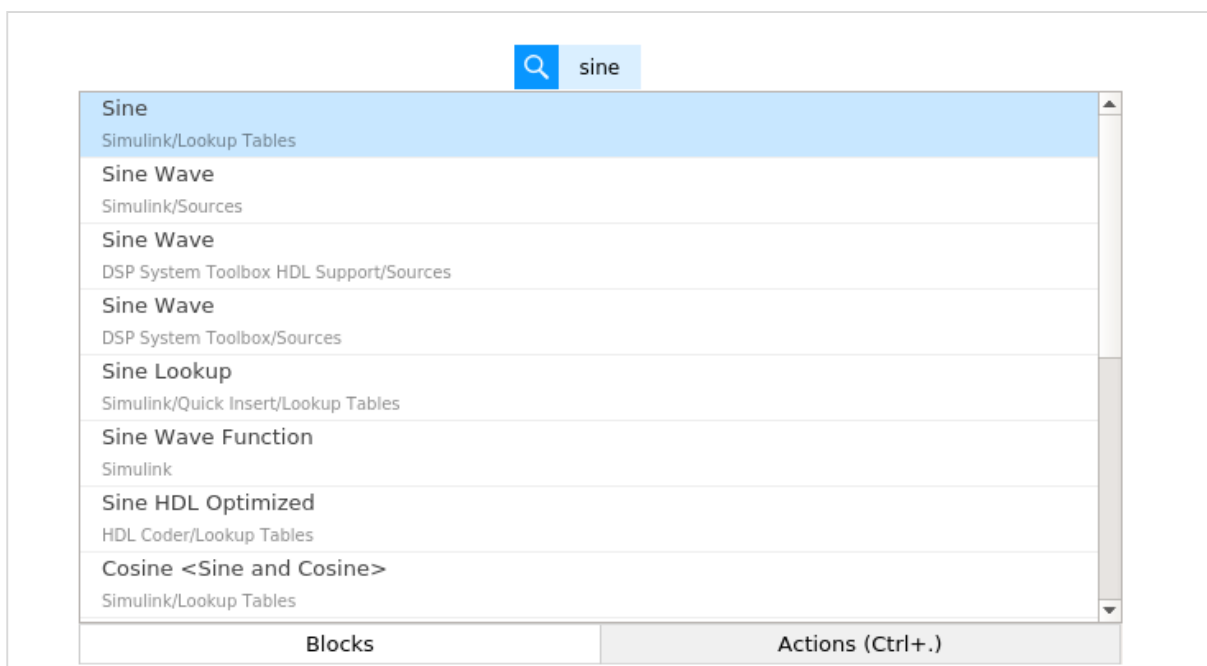 sine
Sine
Simulink/Lookup Tables
Sine Wave
Simulink/Sources
Sine Wave
DSP System Toolbox HDL Support/Sources
Sine Wave
DSP System Toolbox/Sources
Sine Lookup
Simulink/Quick Insert/Lookup Tables
Sine Wave Function
Simulink
Sine HDL Optimized
HDL Coder/Lookup Tables
Cosine <Sine and Cosine>
Simulink/Lookup Tables
Blocks Actions (Ctrl+.)